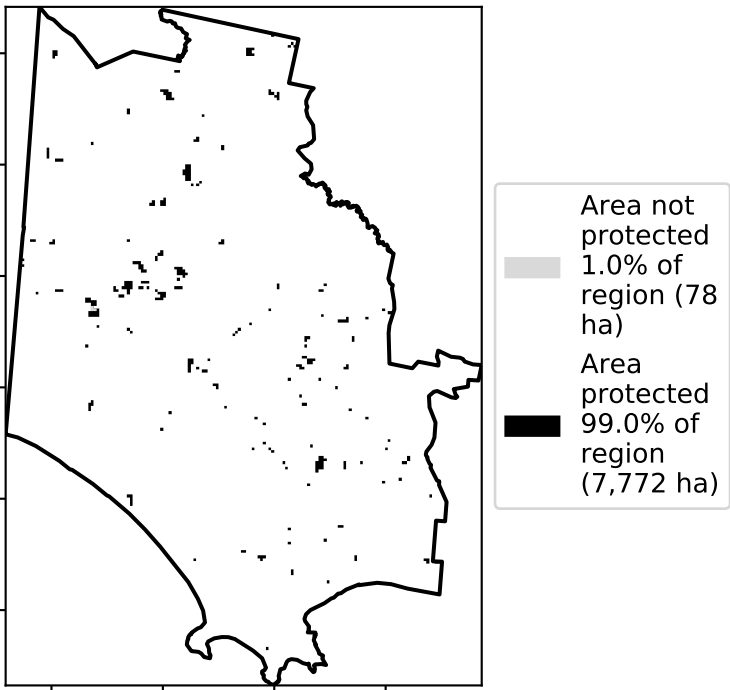 Area not
protected
1.0% of
region (78
ha)
Area
protected
99.0% of
region
(7,772 ha)